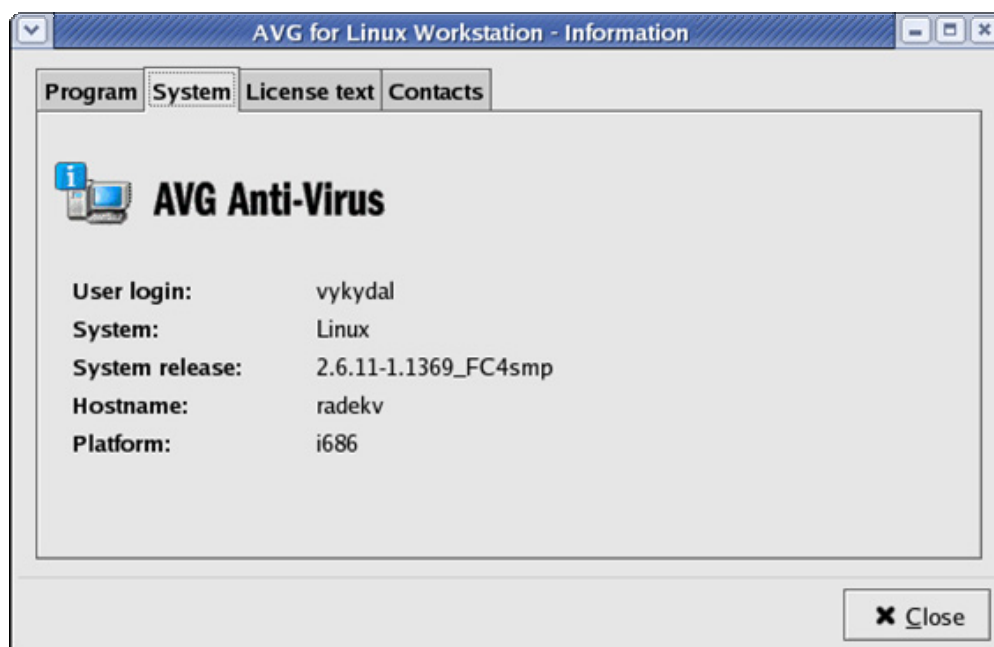 AVG for Linux Workstation - Information
Program System License text Contacts
i
AVG Anti-Virus
User login: vykydal
System: Linux
System release: 2.6.11-1.1369_FC4smp
Hostname: radekv
Platform: i686
Close